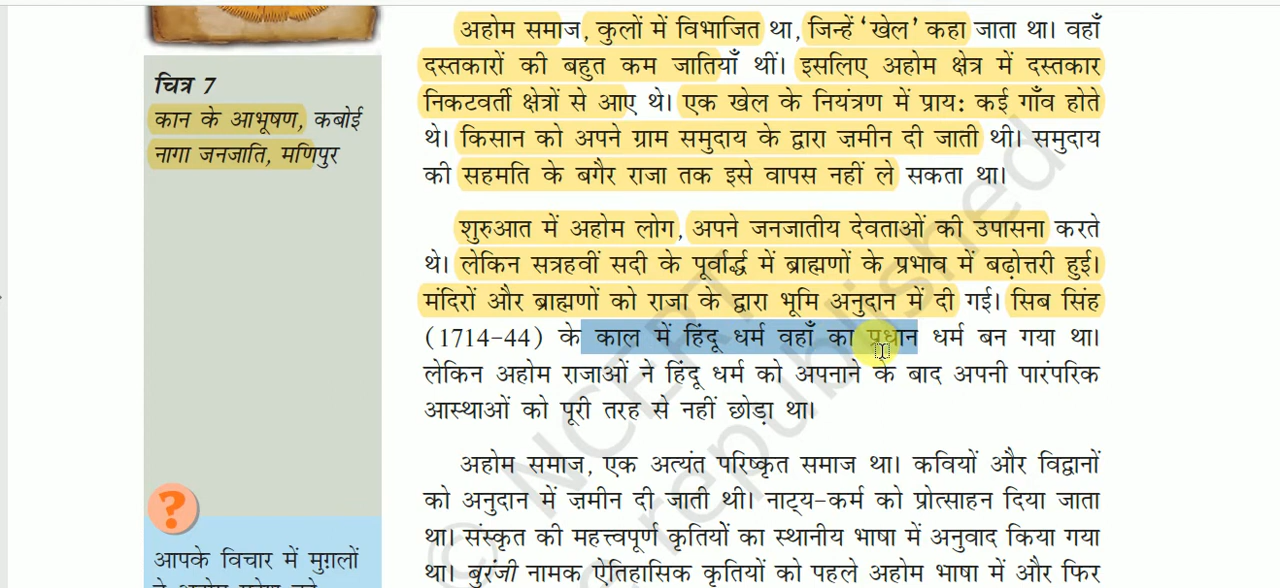 चित्र 7
कान के आभूषण, कबोई
नागा जनजाति, मणिपुर
?
आपके विचार में मुग़लों
अहोम समाज, कुलों में विभाजित था, जिन्हें ‘खेल’ कहा जाता था। वहाँ
दस्तकारों की बहुत कम जातियाँ थीं। इसलिए अहोम क्षेत्र में दस्तकार
निकटवर्ती क्षेत्रों से आए थे। एक खेल के नियंत्रण में प्राय: कई गाँव होते
थे। किसान को अपने ग्राम समुदाय के द्वारा ज़मीन दी जाती थी। समुदाय
की सहमति के बगैर राजा तक इसे वापस नहीं ले सकता था।
शुरुआत में अहोम लोग, अपने जनजातीय देवताओं की उपासना करते
थे। लेकिन सत्रहवीं सदी के पूर्वार्द्ध में ब्राह्मणों के प्रभाव में बढ़ोत्तरी हुई।
मंदिरों और ब्राह्मणों को राजा के द्वारा भूमि अनुदान में दी गई। सिब सिंह
(1714-44) के काल में हिंदू धर्म वहाँ का प्रधान धर्म बन गया था।
लेकिन अहोम राजाओं ने हिंदू धर्म को अपनाने के बाद अपनी पारंपरिक
आस्थाओं को पूरी तरह से नहीं छोड़ा था।
अहोम समाज, एक अत्यंत परिष्कृत समाज था। कवियों और विद्वानों
को अनुदान में ज़मीन दी जाती थी। नाट्य-कर्म को प्रोत्साहन दिया जाता
था। संस्कृत की महत्त्वपूर्ण कृतियों का स्थानीय भाषा में अनुवाद किया गया
था। बुरंजी नामक ऐतिहासिक कृतियों को पहले अहोम भाषा में और फिर
© NCERT
republished